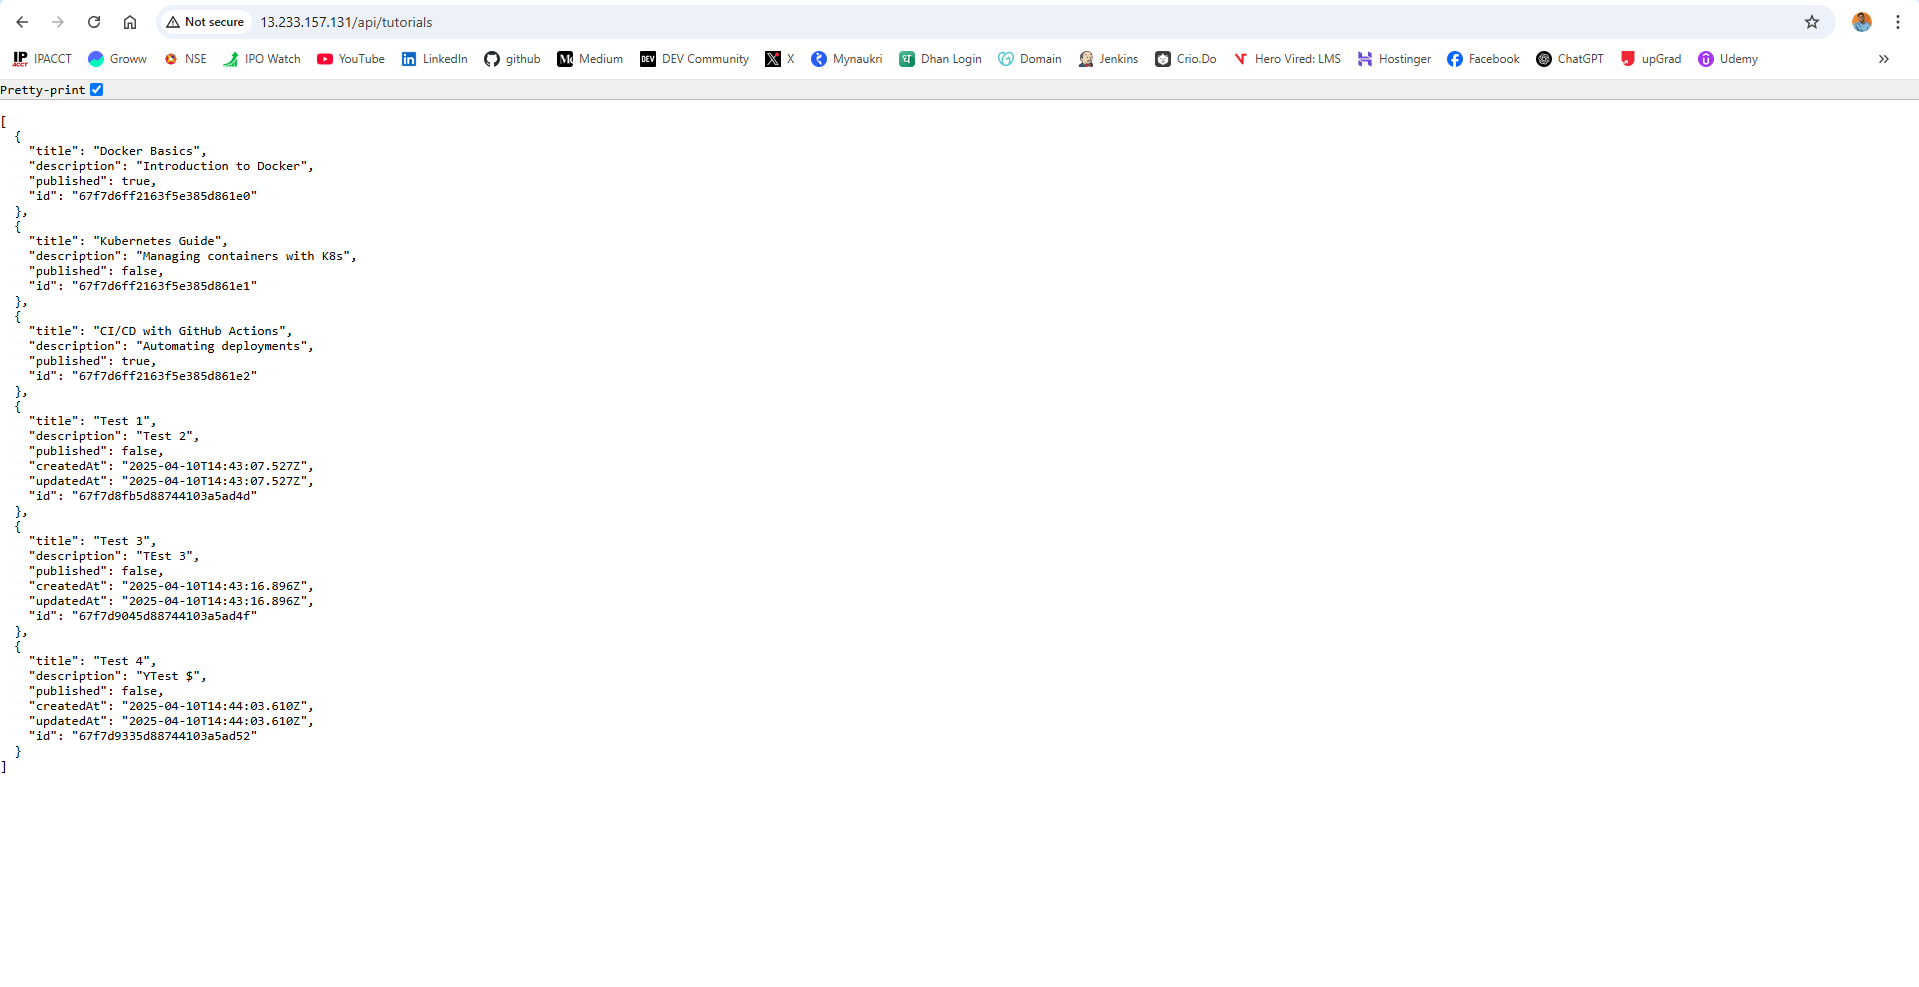 Not secure 13.233.157.131/api/tutorials
IP ACCT IPACCT Groww NSE IPO Watch YouTube LinkedIn github Medium DEV DEV Community X Mynaukri Dhan Login Domain Jenkins Crio.Do Hero Vired: LMS Hostinger Facebook ChatGPT upGrad Udemy
Pretty-print
[
  {
    "title": "Docker Basics",
    "description": "Introduction to Docker",
    "published": true,
    "id": "67f7d6ff2163f5e385d861e0"
  },
  {
    "title": "Kubernetes Guide",
    "description": "Managing containers with K8s",
    "published": false,
    "id": "67f7d6ff2163f5e385d861e1"
  },
  {
    "title": "CI/CD with GitHub Actions",
    "description": "Automating deployments",
    "published": true,
    "id": "67f7d6ff2163f5e385d861e2"
  },
  {
    "title": "Test 1",
    "description": "Test 2",
    "published": false,
    "createdAt": "2025-04-10T14:43:07.527Z",
    "updatedAt": "2025-04-10T14:43:07.527Z",
    "id": "67f7d8fb5d88744103a5ad4d"
  },
  {
    "title": "Test 3",
    "description": "TEst 3",
    "published": false,
    "createdAt": "2025-04-10T14:43:16.896Z",
    "updatedAt": "2025-04-10T14:43:16.896Z",
    "id": "67f7d9045d88744103a5ad4f"
  },
  {
    "title": "Test 4",
    "description": "YTest $",
    "published": false,
    "createdAt": "2025-04-10T14:44:03.610Z",
    "updatedAt": "2025-04-10T14:44:03.610Z",
    "id": "67f7d9335d88744103a5ad52"
  }
]